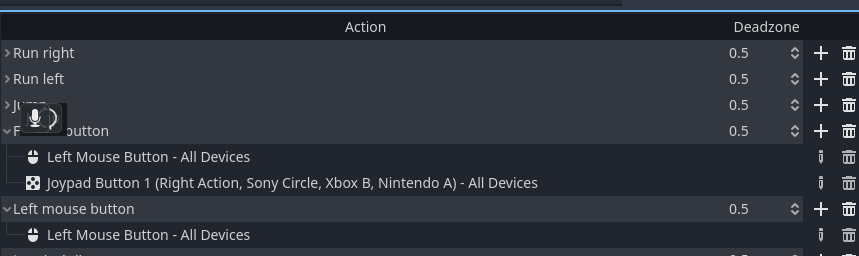 Action Deadzone
Run right 0.5
Run left 0.5
0.5
button 0.5
Left Mouse Button - All Devices
Joypad Button 1 (Right Action, Sony Circle, Xbox B, Nintendo A) - All Devices
Left mouse button 0.5
Left Mouse Button - All Devices